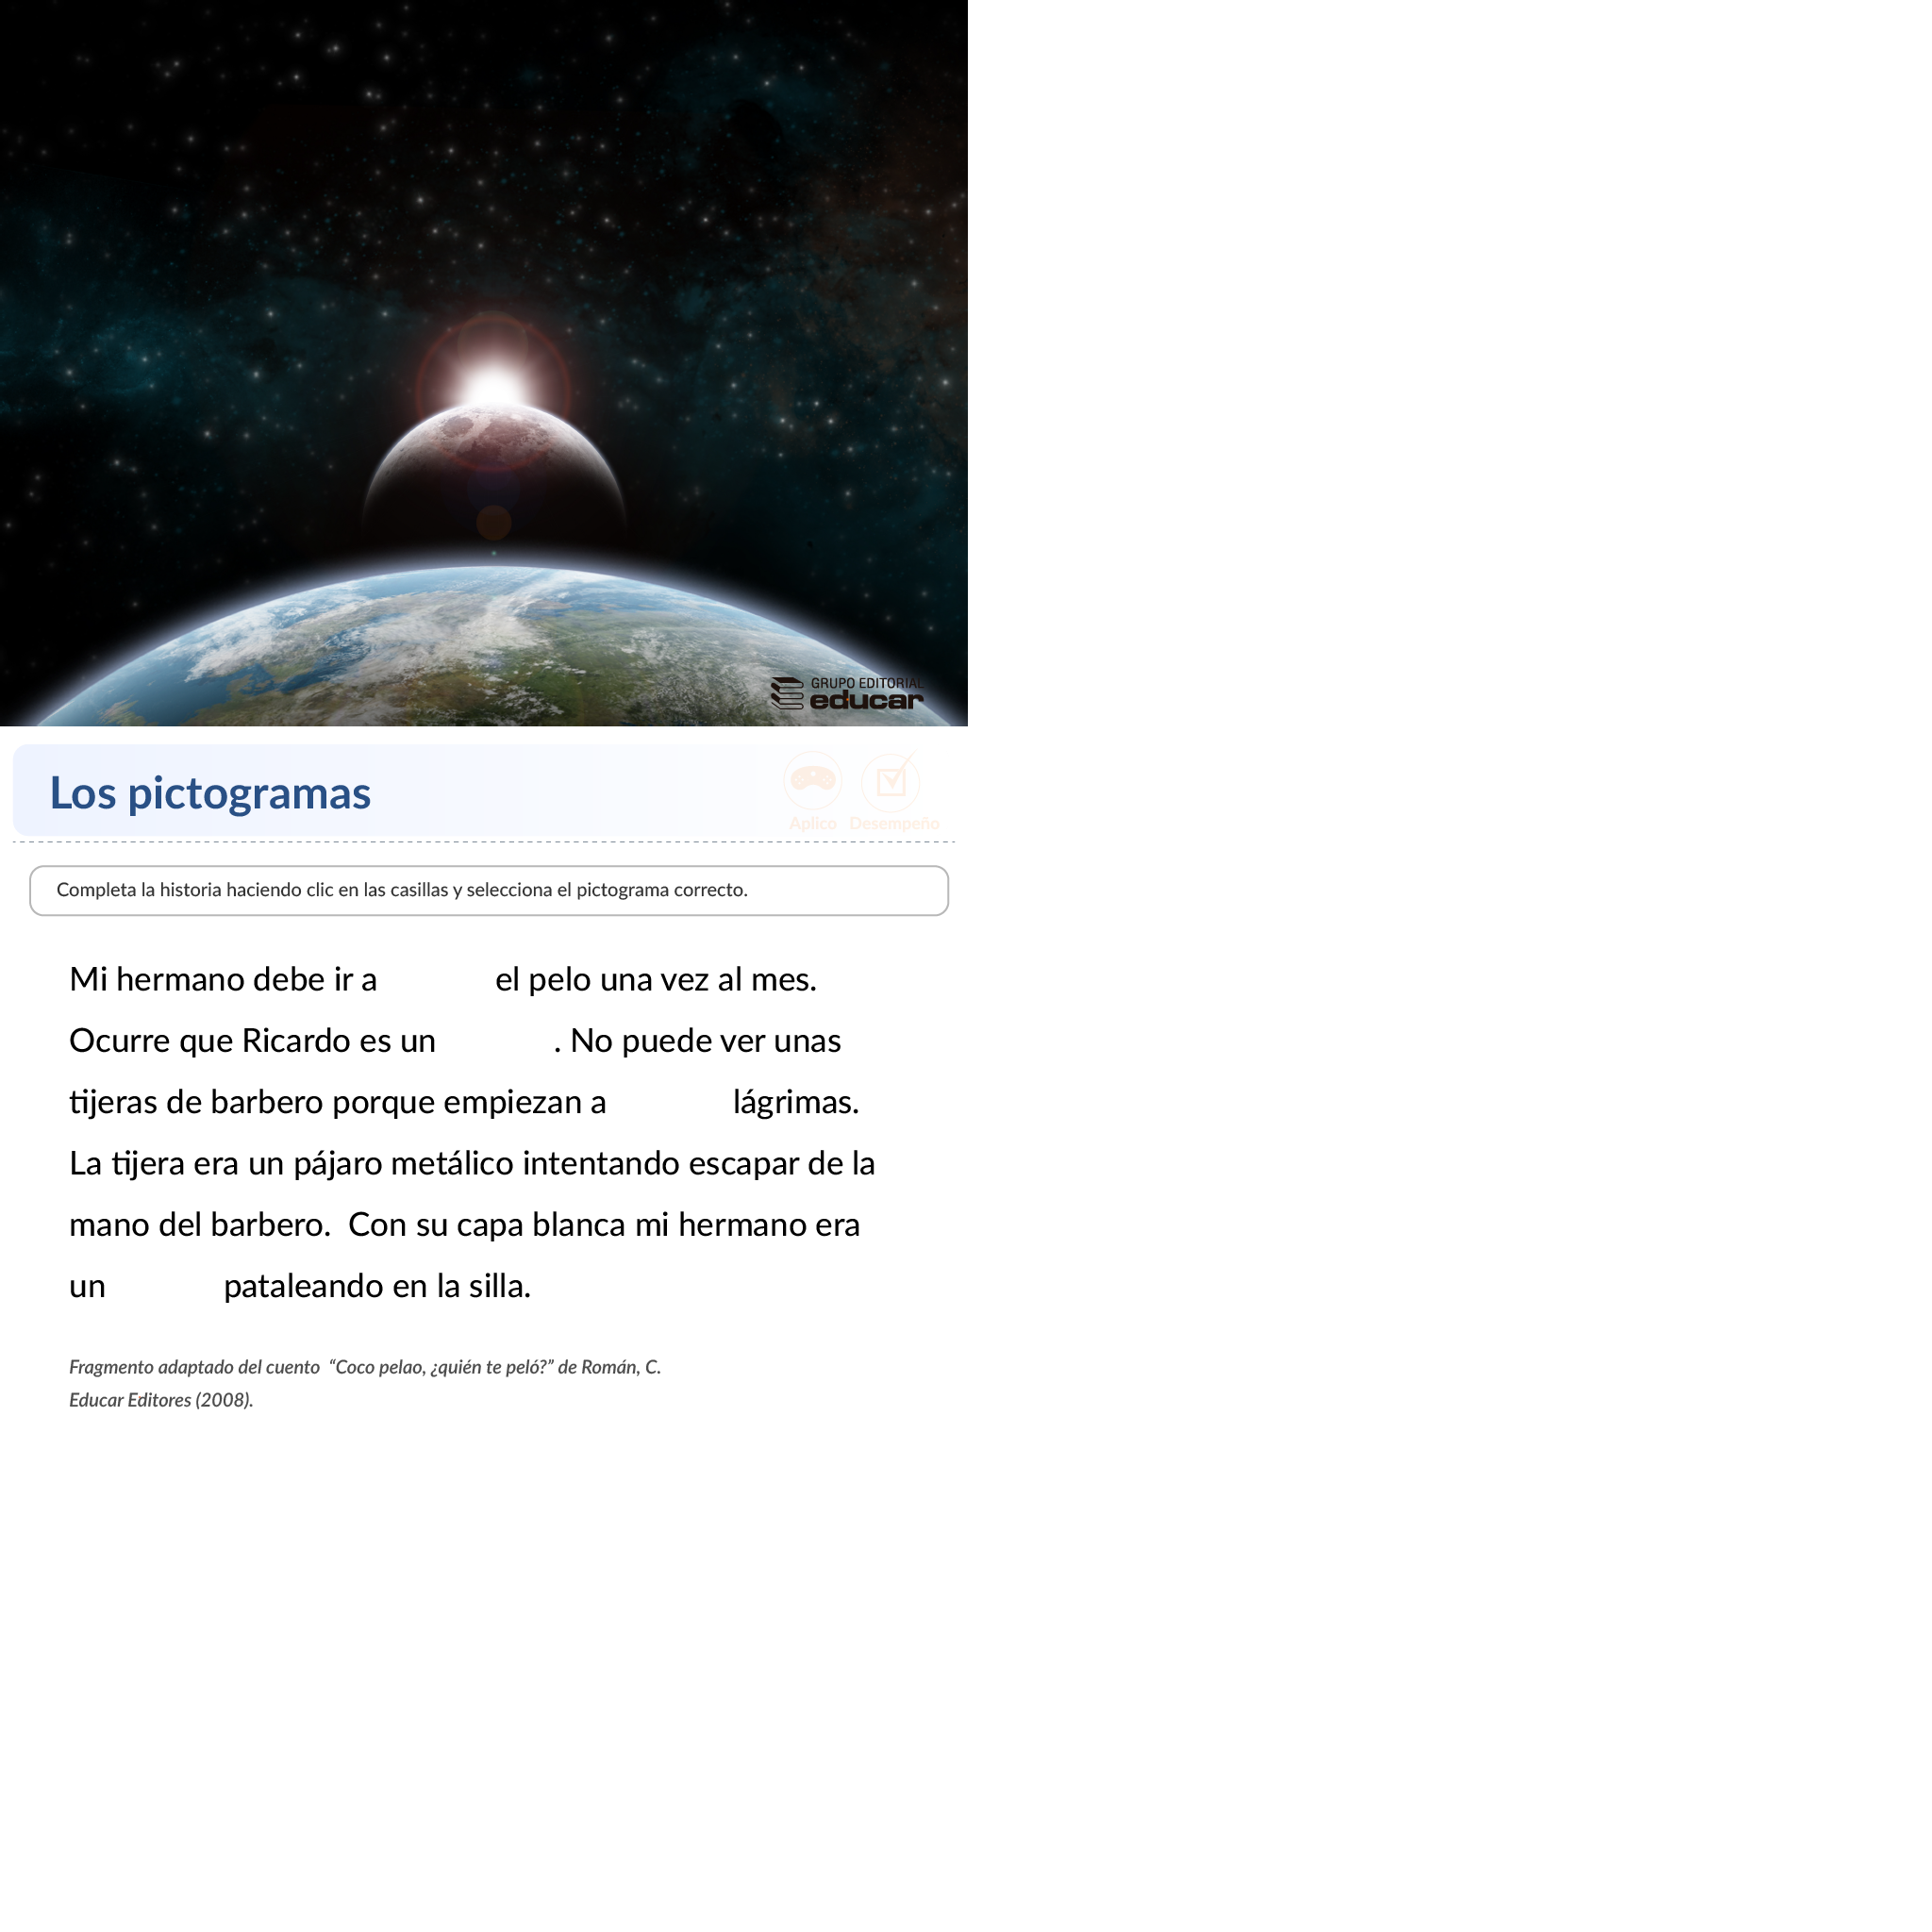 GRUPO EDITORIAL
educar
Los pictogramas
Aplico Desempeño
Completa la historia haciendo clic en las casillas y selecciona el pictograma correcto.
Mi hermano debe ir a el pelo una vez al mes.
Ocurre que Ricardo es un . No puede ver unas
tijeras de barbero porque empiezan a lágrimas.
La tijera era un pájaro metálico intentando escapar de la
mano del barbero. Con su capa blanca mi hermano era
un pataleando en la silla.
Fragmento adaptado del cuento “Coco pelao, ¿quién te peló?” de Román, C.
Educar Editores (2008).